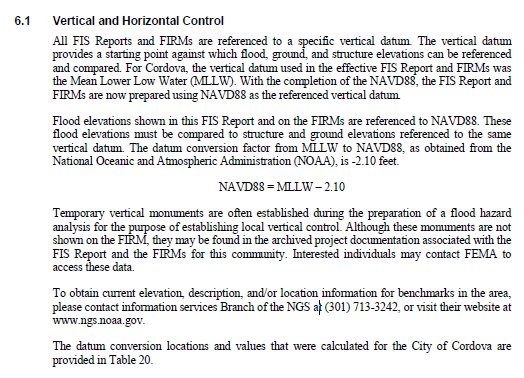 6.1 Vertical and Horizontal Control
All FIS Reports and FIRMs are referenced to a specific vertical datum. The vertical datum
provides a starting point against which flood, ground, and structure elevations can be referenced
and compared. For Cordova, the vertical datum used in the effective FIS Report and FIRMs was
the Mean Lower Low Water (MLLW). With the completion of the NAVD88, the FIS Report and
FIRMs are now prepared using NAVD88 as the referenced vertical datum.
Flood elevations shown in this FIS Report and on the FIRMs are referenced to NAVD88. These
flood elevations must be compared to structure and ground elevations referenced to the same
vertical datum. The datum conversion factor from MLLW to NAVD88, as obtained from the
National Oceanic and Atmospheric Administration (NOAA), is -2.10 feet.
NAVD88 = MLLW – 2.10
Temporary vertical monuments are often established during the preparation of a flood hazard
analysis for the purpose of establishing local vertical control. Although these monuments are not
shown on the FIRM, they may be found in the archived project documentation associated with the
FIS Report and the FIRMs for this community. Interested individuals may contact FEMA to
access these data.
To obtain current elevation, description, and/or location information for benchmarks in the area,
please contact information services Branch of the NGS at (301) 713-3242, or visit their website at
www.ngs.noaa.gov.
The datum conversion locations and values that were calculated for the City of Cordova are
provided in Table 20.